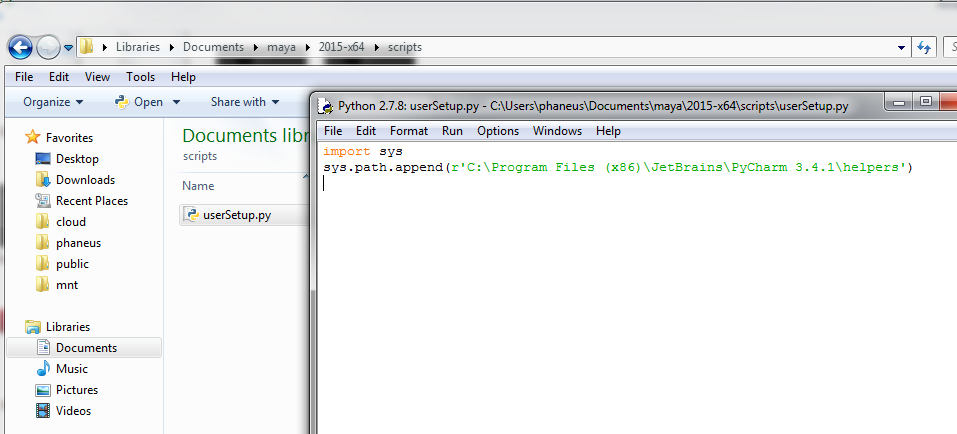 Libraries Documents maya 2015-x64 scripts
File Edit View Tools Help
Organize Open Share with
Favorites
Desktop
Downloads
Recent Places
cloud
phaneus
public
mnt
Libraries
Documents
Music
Pictures
Videos
Documents libr
scripts
Name
userSetup.py
Python 2.7.8: userSetup.py - C:\Users\phaneus\Documents\maya\2015-x64\scripts\userSetup.py
File Edit Format Run Options Windows Help
import sys
sys.path.append(r'C:\Program Files (x86)\JetBrains\PyCharm 3.4.1\helpers')